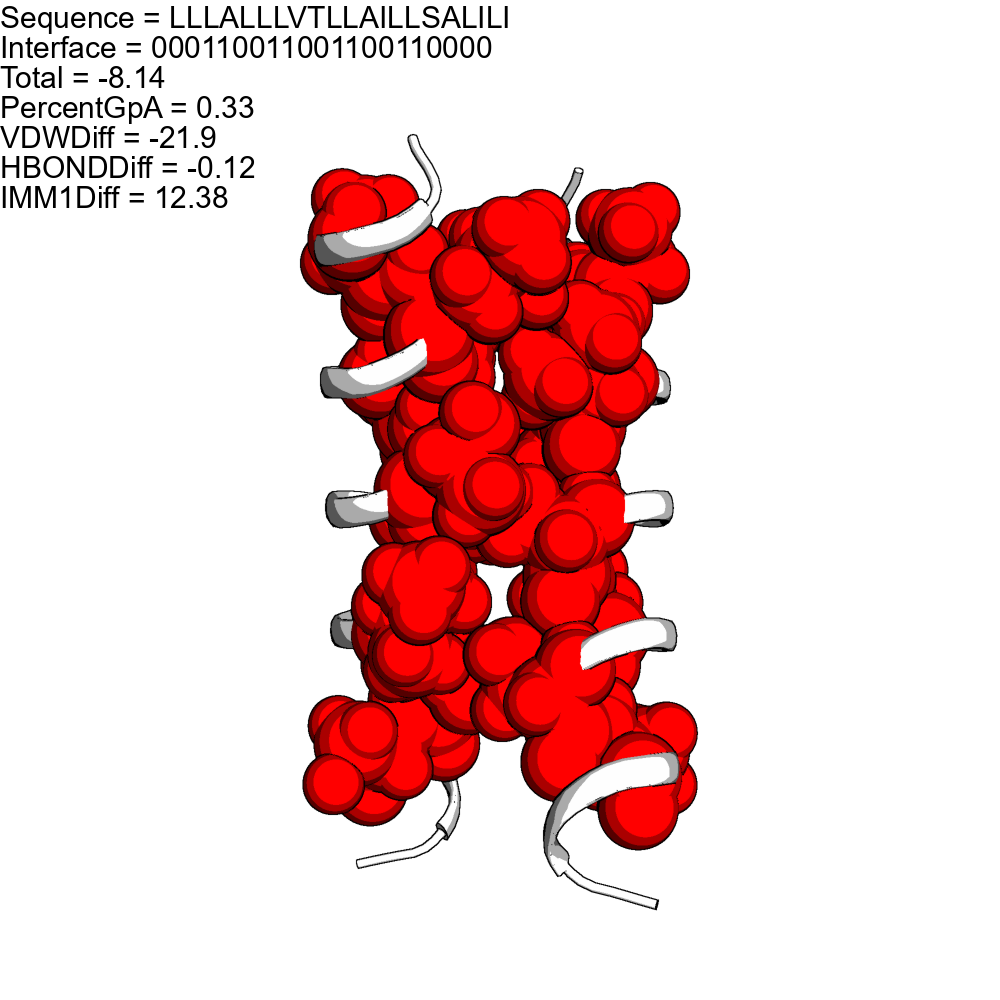 Sequence = LLLALLLVTLLAILLSALILI
Interface = 000110011001100110000
Total = -8.14
PercentGpA = 0.33
VDWDiff = -21.9
HBONDDiff = -0.12
IMM1Diff = 12.38